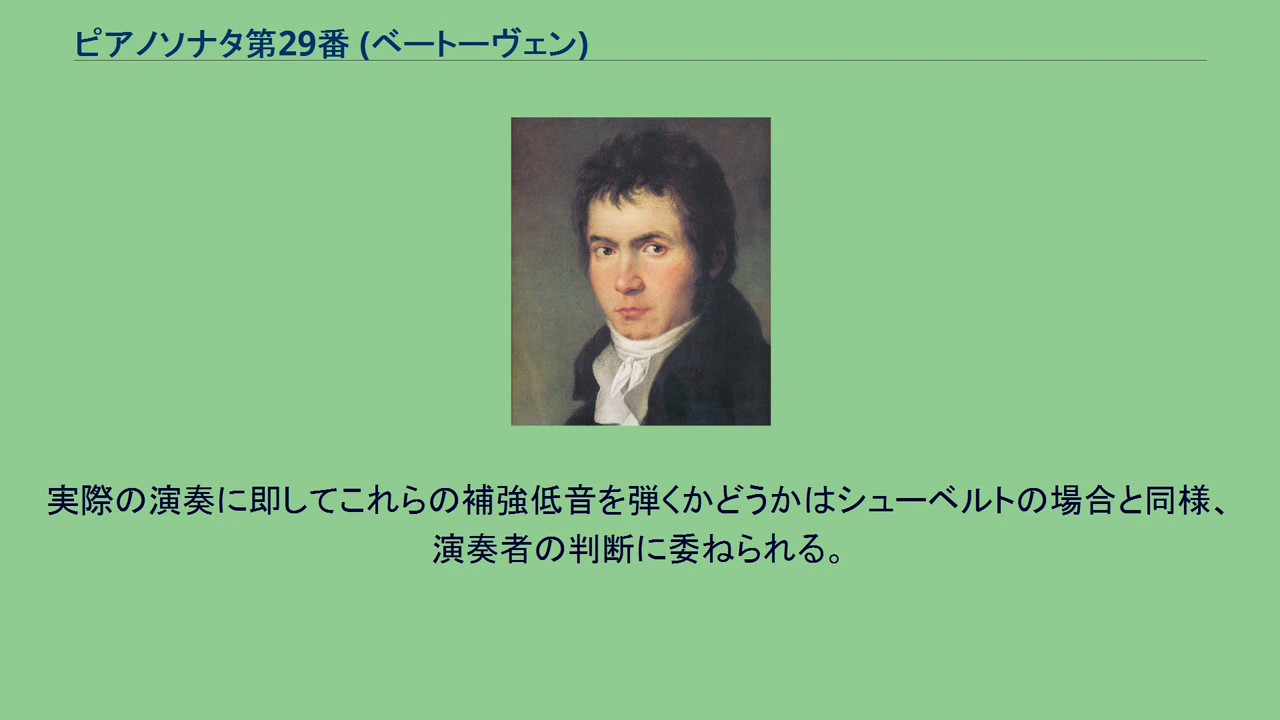 ピアノソナタ第29番 (ベートーヴェン)
実際の演奏に即してこれらの補強低音を弾くかどうかはシューベルトの場合と同様、
演奏者の判断に委ねられる。